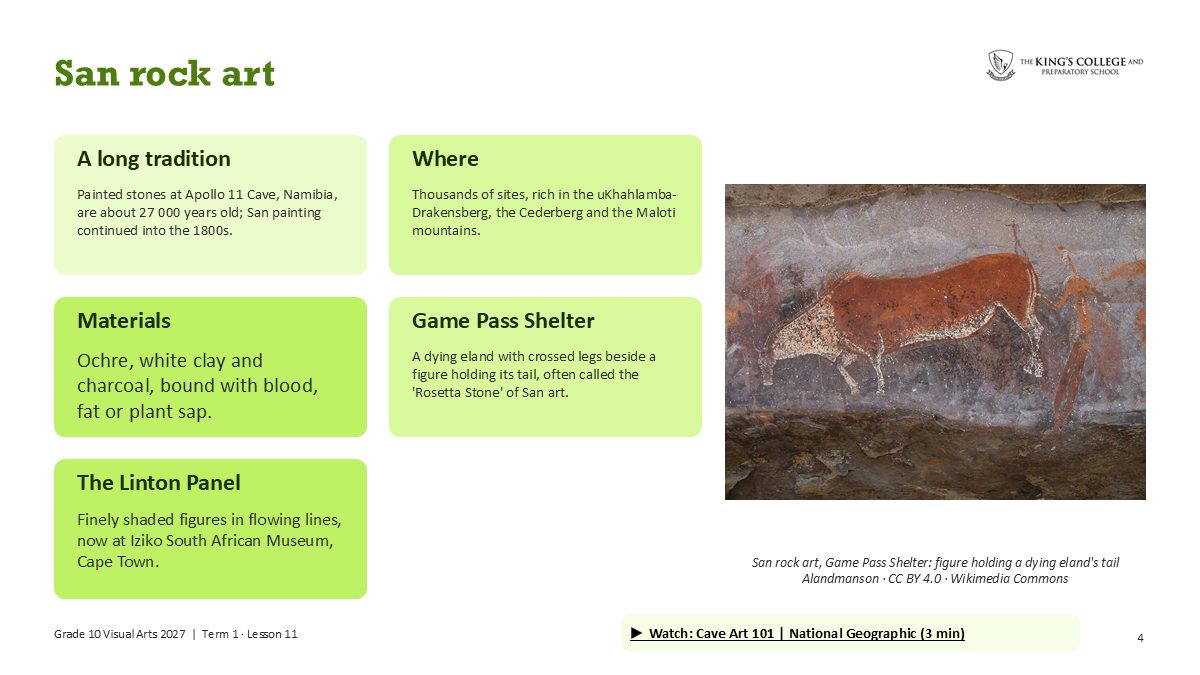 San rock art
THE KING'S COLLEGE AND
PREPARATORY SCHOOL
A long tradition
Painted stones at Apollo 11 Cave, Namibia,
are about 27 000 years old; San painting
continued into the 1800s.
Where
Thousands of sites, rich in the uKhahlamba-
Drakensberg, the Cederberg and the Maloti
mountains.
Materials
Ochre, white clay and
charcoal, bound with blood,
fat or plant sap.
Game Pass Shelter
A dying eland with crossed legs beside a
figure holding its tail, often called the
'Rosetta Stone' of San art.
The Linton Panel
Finely shaded figures in flowing lines,
now at Iziko South African Museum,
Cape Town.
San rock art, Game Pass Shelter: figure holding a dying eland's tail
Alandmanson · CC BY 4.0 · Wikimedia Commons
Grade 10 Visual Arts 2027 | Term 1 · Lesson 11
▶ Watch: Cave Art 101 | National Geographic (3 min)
4